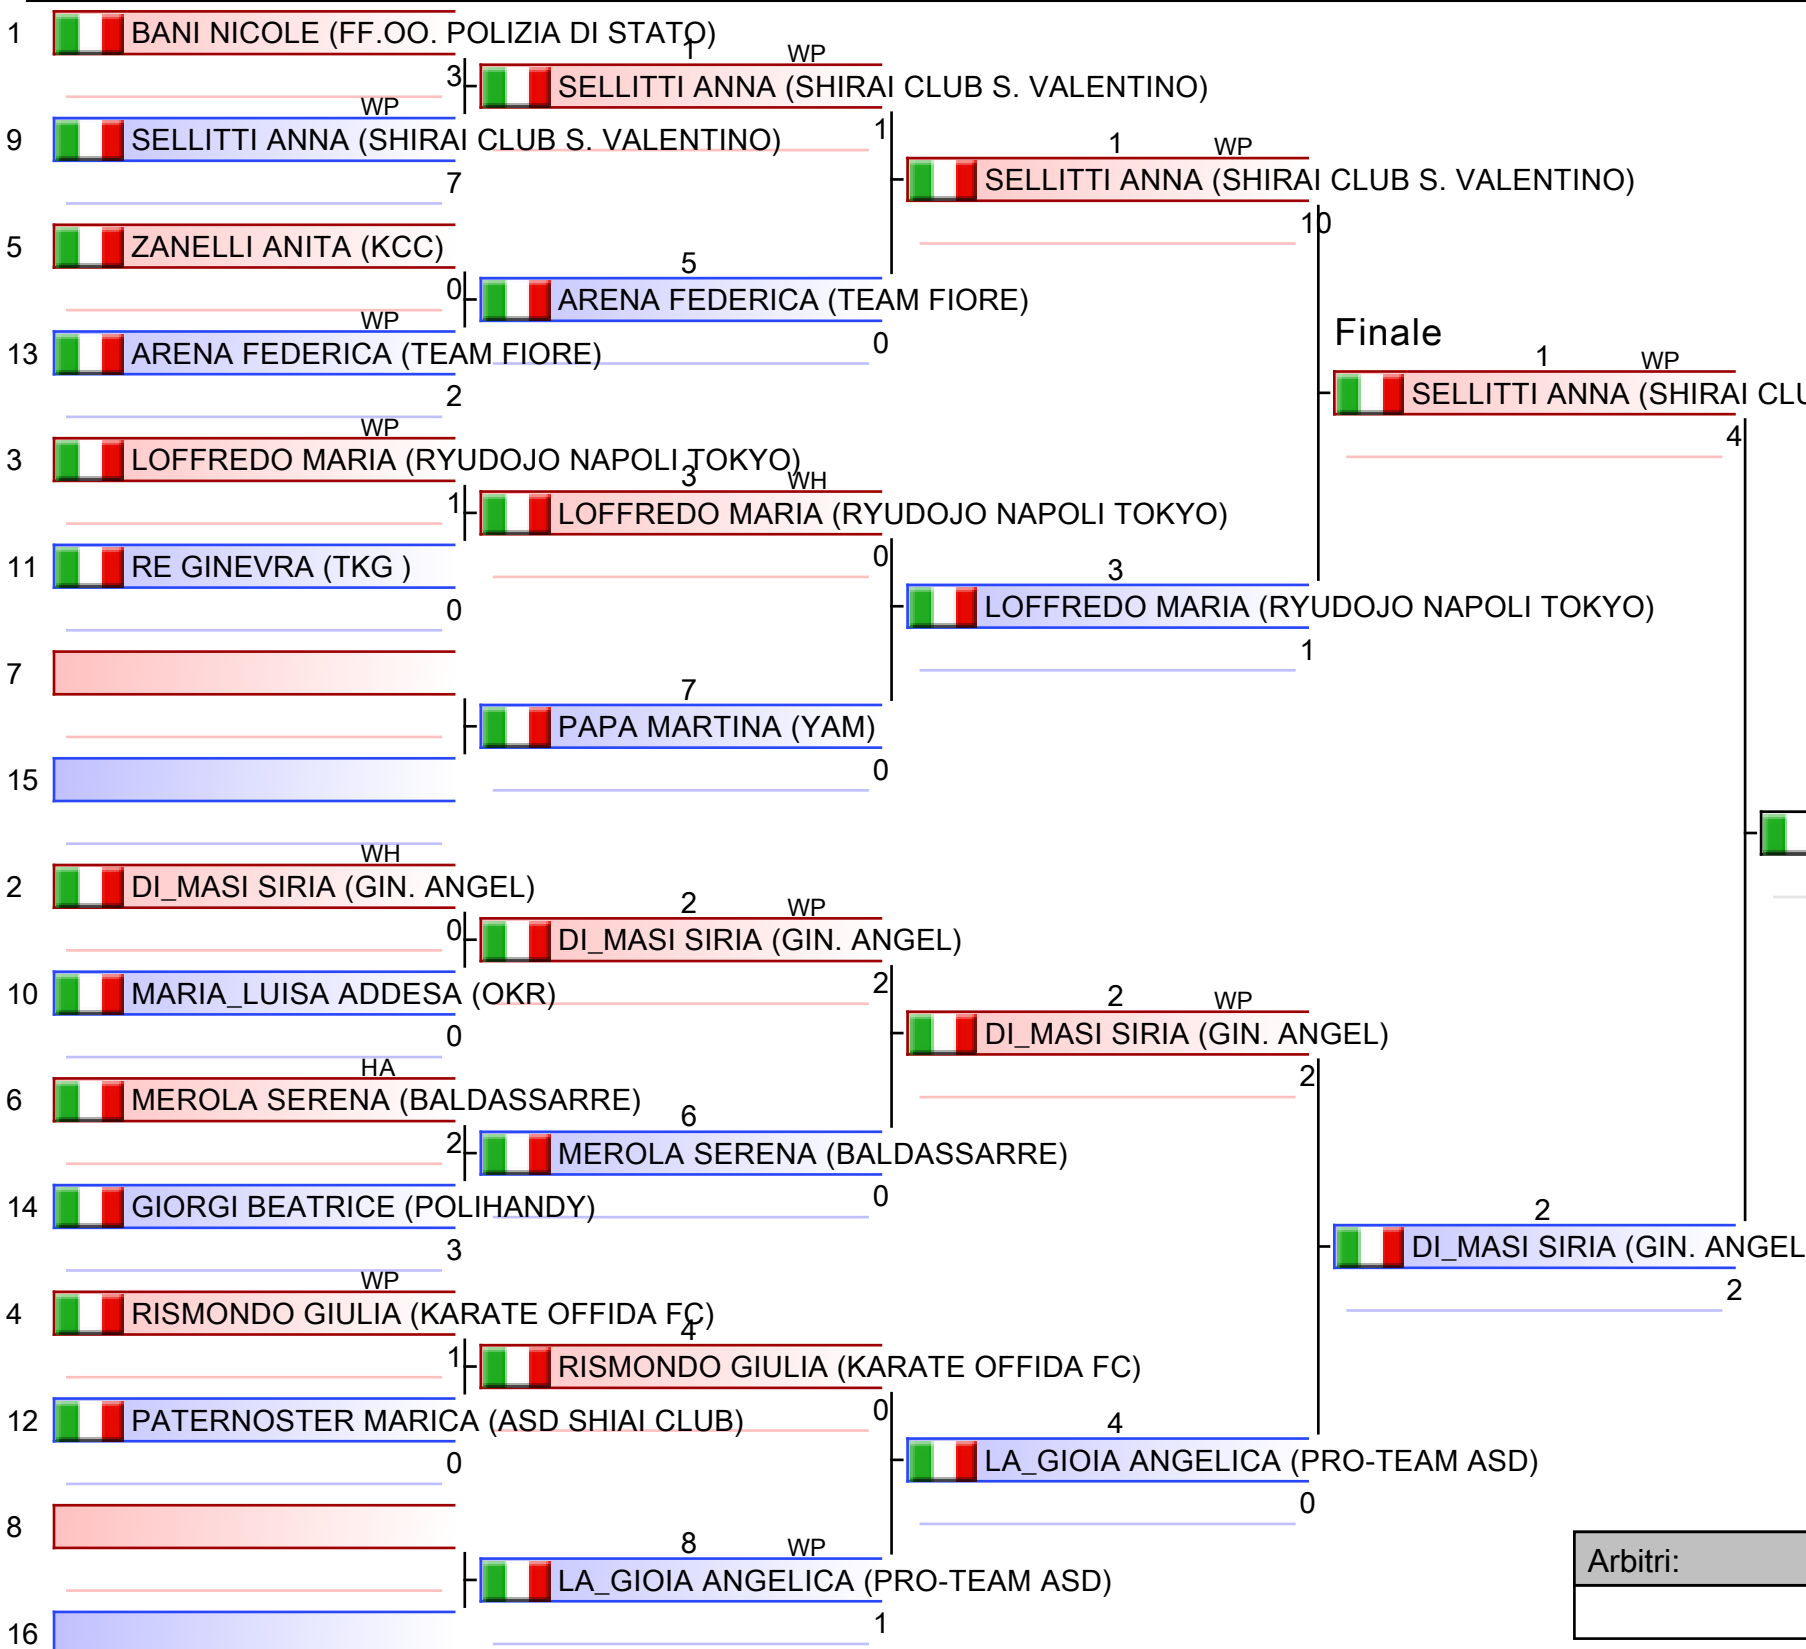 1 BANI NICOLE (FF.OO. POLIZIA DI STATO)
3
WP
9 SELLITTI ANNA (SHIRAI CLUB S. VALENTINO)
7
5 ZANELLI ANITA (KCC)
0
WP
13 ARENA FEDERICA (TEAM FIORE)
2
WP
3 LOFFREDO MARIA (RYUDOJO NAPOLI TOKYO)
1
11 RE GINEVRA (TKG )
0
7
15
WH
2 DI_MASI SIRIA (GIN. ANGEL)
0
10 MARIA_LUISA ADDESA (OKR)
0
HA
6 MEROLA SERENA (BALDASSARRE)
2
14 GIORGI BEATRICE (POLIHANDY)
3
WP
4 RISMONDO GIULIA (KARATE OFFIDA FC)
1
12 PATERNOSTER MARICA (ASD SHIAI CLUB)
0
8
16
1 WP
SELLITTI ANNA (SHIRAI CLUB S. VALENTINO)
1
5
ARENA FEDERICA (TEAM FIORE)
0
3 WH
LOFFREDO MARIA (RYUDOJO NAPOLI TOKYO)
0
7
PAPA MARTINA (YAM)
0
2 WP
DI_MASI SIRIA (GIN. ANGEL)
2
6
MEROLA SERENA (BALDASSARRE)
0
4
RISMONDO GIULIA (KARATE OFFIDA FC)
0
8 WP
LA_GIOIA ANGELICA (PRO-TEAM ASD)
1
1 WP
SELLITTI ANNA (SHIRAI CLUB S. VALENTINO)
10
3
LOFFREDO MARIA (RYUDOJO NAPOLI TOKYO)
1
2 WP
DI_MASI SIRIA (GIN. ANGEL)
2
4
LA_GIOIA ANGELICA (PRO-TEAM ASD)
0
Finale
1 WP
SELLITTI ANNA (SHIRAI CLU
4
2
DI_MASI SIRIA (GIN. ANGEL
2
Arbitri: